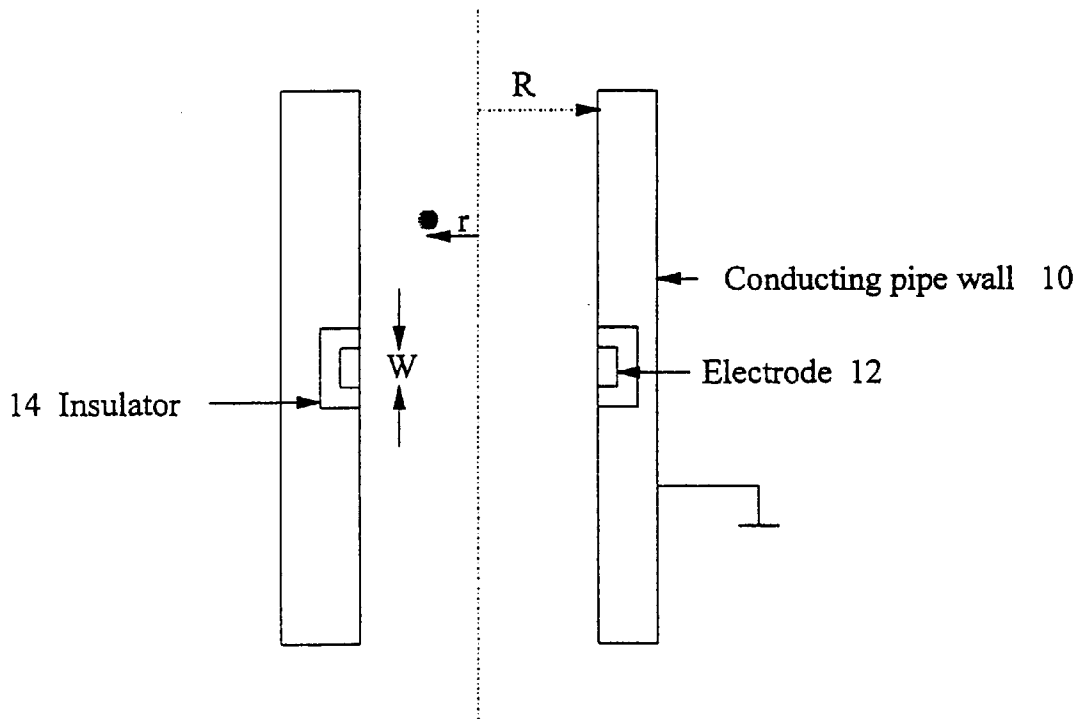 R
r
Conducting pipe wall 10
W
Electrode 12
14 Insulator